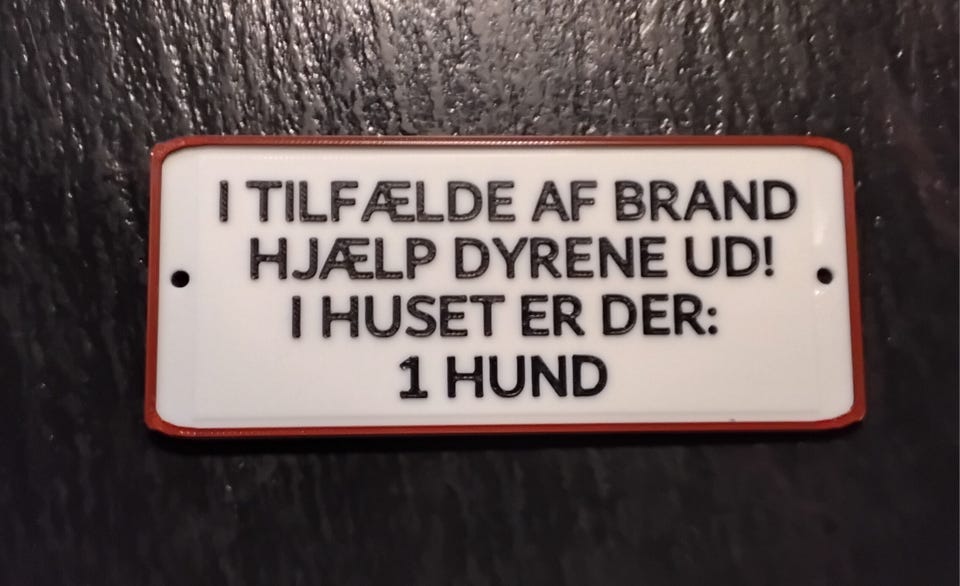 I TILFÆLDE AF BRAND
HJÆLP DYRENE UD!
I HUSET ER DER:
1 HUND